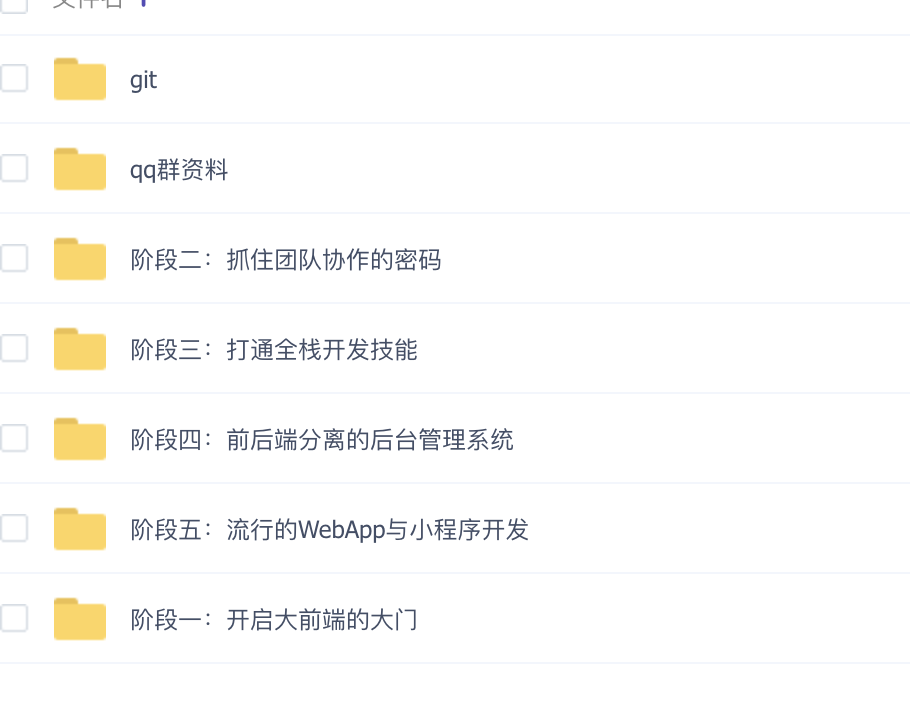 文件名
git
qq群资料
阶段二：抓住团队协作的密码
阶段三：打通全栈开发技能
阶段四：前后端分离的后台管理系统
阶段五：流行的WebApp与小程序开发
阶段一：开启大前端的大门